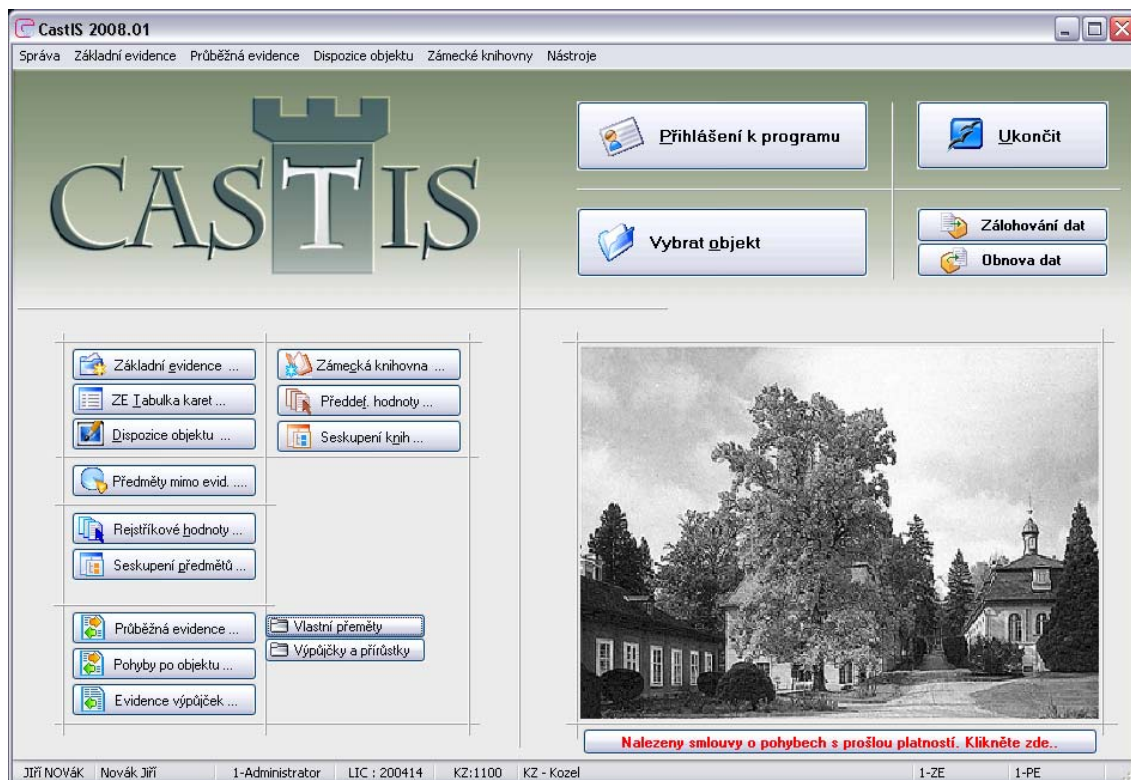 CastIS 2008.01
Správa Základní evidence Průběžná evidence Dispozice objektu Zámecké knihovny Nástroje
CASTIS
Přihlášení k programu
Ukončit
Vybrat objekt
Zálohování dat
Obnova dat
Základní evidence ...
Zámecká knihovna ...
ZE Tabulka karet ...
Předdef. hodnoty ...
Dispozice objektu ...
Seskupení knih ...
Předměty mimo evid. ....
Rejstříkové hodnoty ...
Seskupení předmětů ...
Průběžná evidence ...
Vlastní přeměty
Výpůjčky a přírůstky
Pohyby po objektu ...
Evidence výpůjček ...
Nalezeny smlouvy o pohybech s prošlou platností. Klikněte zde..
JIŘÍ NOVÁK Novák Jiří 1-Administrator LIC : 200414 KZ:1100 KZ - Kozel 1-ZE 1-PE